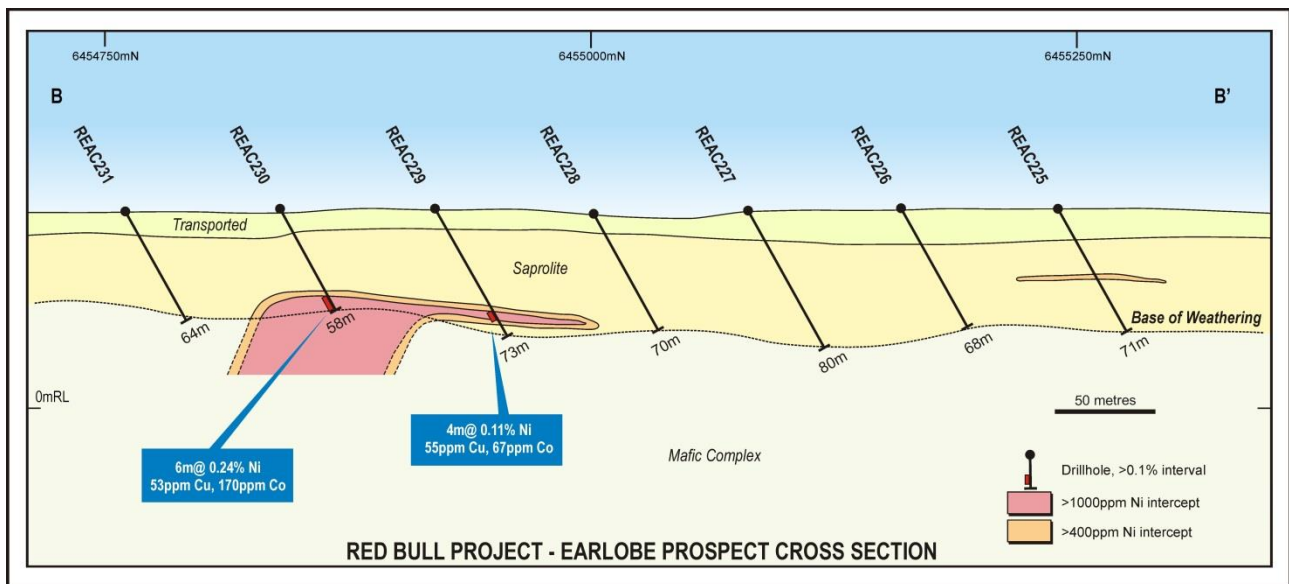 6454750mN
6455000mN
6455250mN
B
B'
REAC231
REAC230
REAC229
REAC228
REAC227
REAC226
REAC225
Transported
Saprolite
Base of Weathering
64m
58m
73m
70m
80m
68m
71m
0mRL
50 metres
4m@ 0.11% Ni
55ppm Cu, 67ppm Co
6m@ 0.24% Ni
53ppm Cu, 170ppm Co
Mafic Complex
Drillhole, >0.1% interval
>1000ppm Ni intercept
>400ppm Ni intercept
RED BULL PROJECT - EARLOBE PROSPECT CROSS SECTION